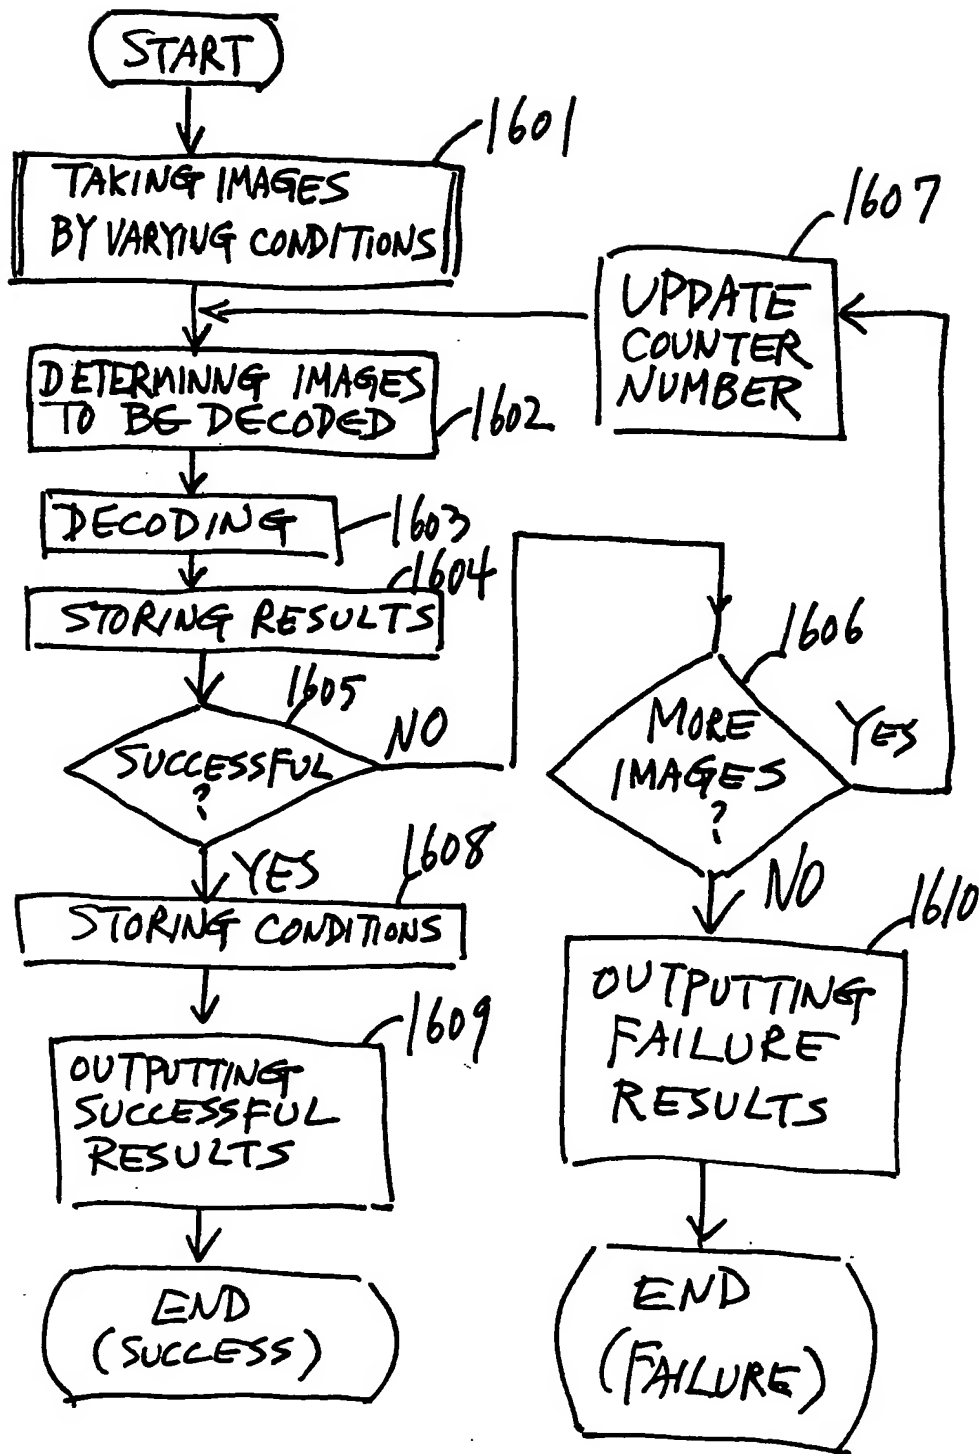 START
1601
TAKING IMAGES
BY VARYING CONDITIONS
1607
UPDATE
COUNTER
NUMBER
DETERMINNG IMAGES
TO BE DECODED
1602
DECODING
1603
1604
STORING RESULTS
1605
SUCCESSFUL
?
NO
1606
MORE
IMAGES
?
YES
YES
1608
STORING CONDITIONS
NO
1610
1609
OUTPUTTING
SUCCESSFUL
RESULTS
OUTPUTTING
FAILURE
RESULTS
END
(SUCCESS)
END
(FAILURE)